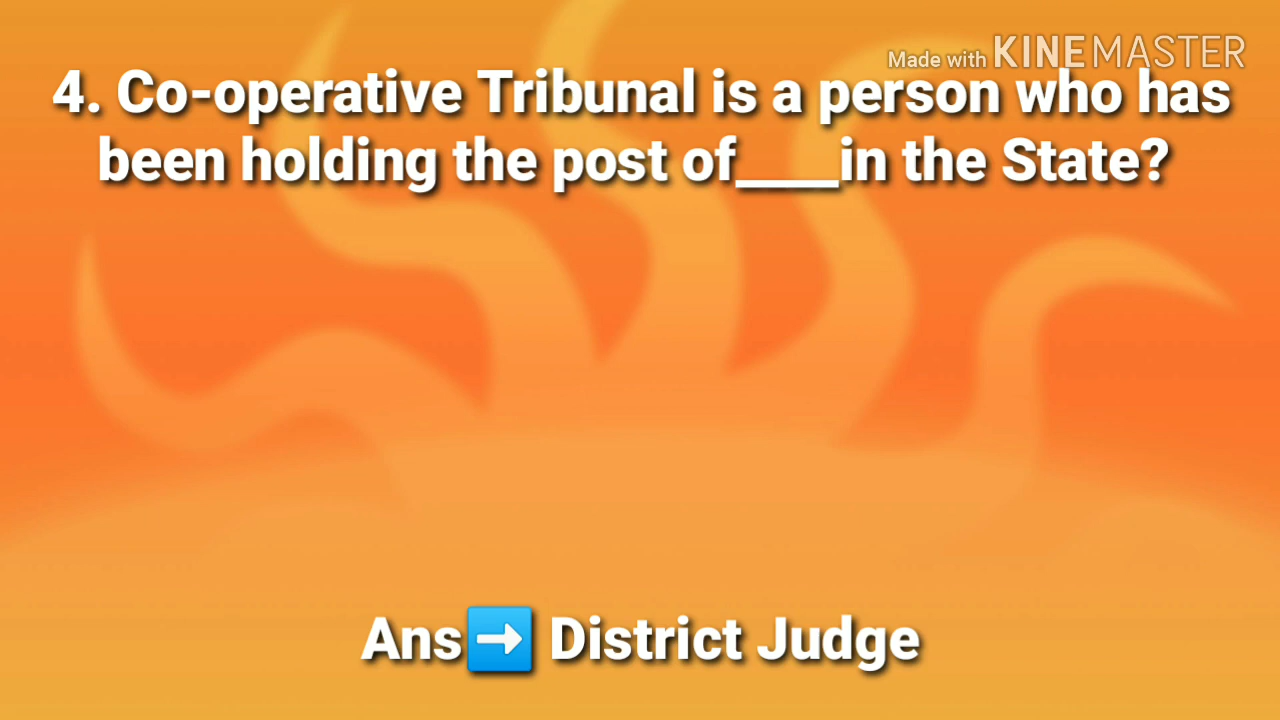 Made with KINEMASTER
4. Co-operative Tribunal is a person who has
been holding the post of____in the State?
Ans➡ District Judge